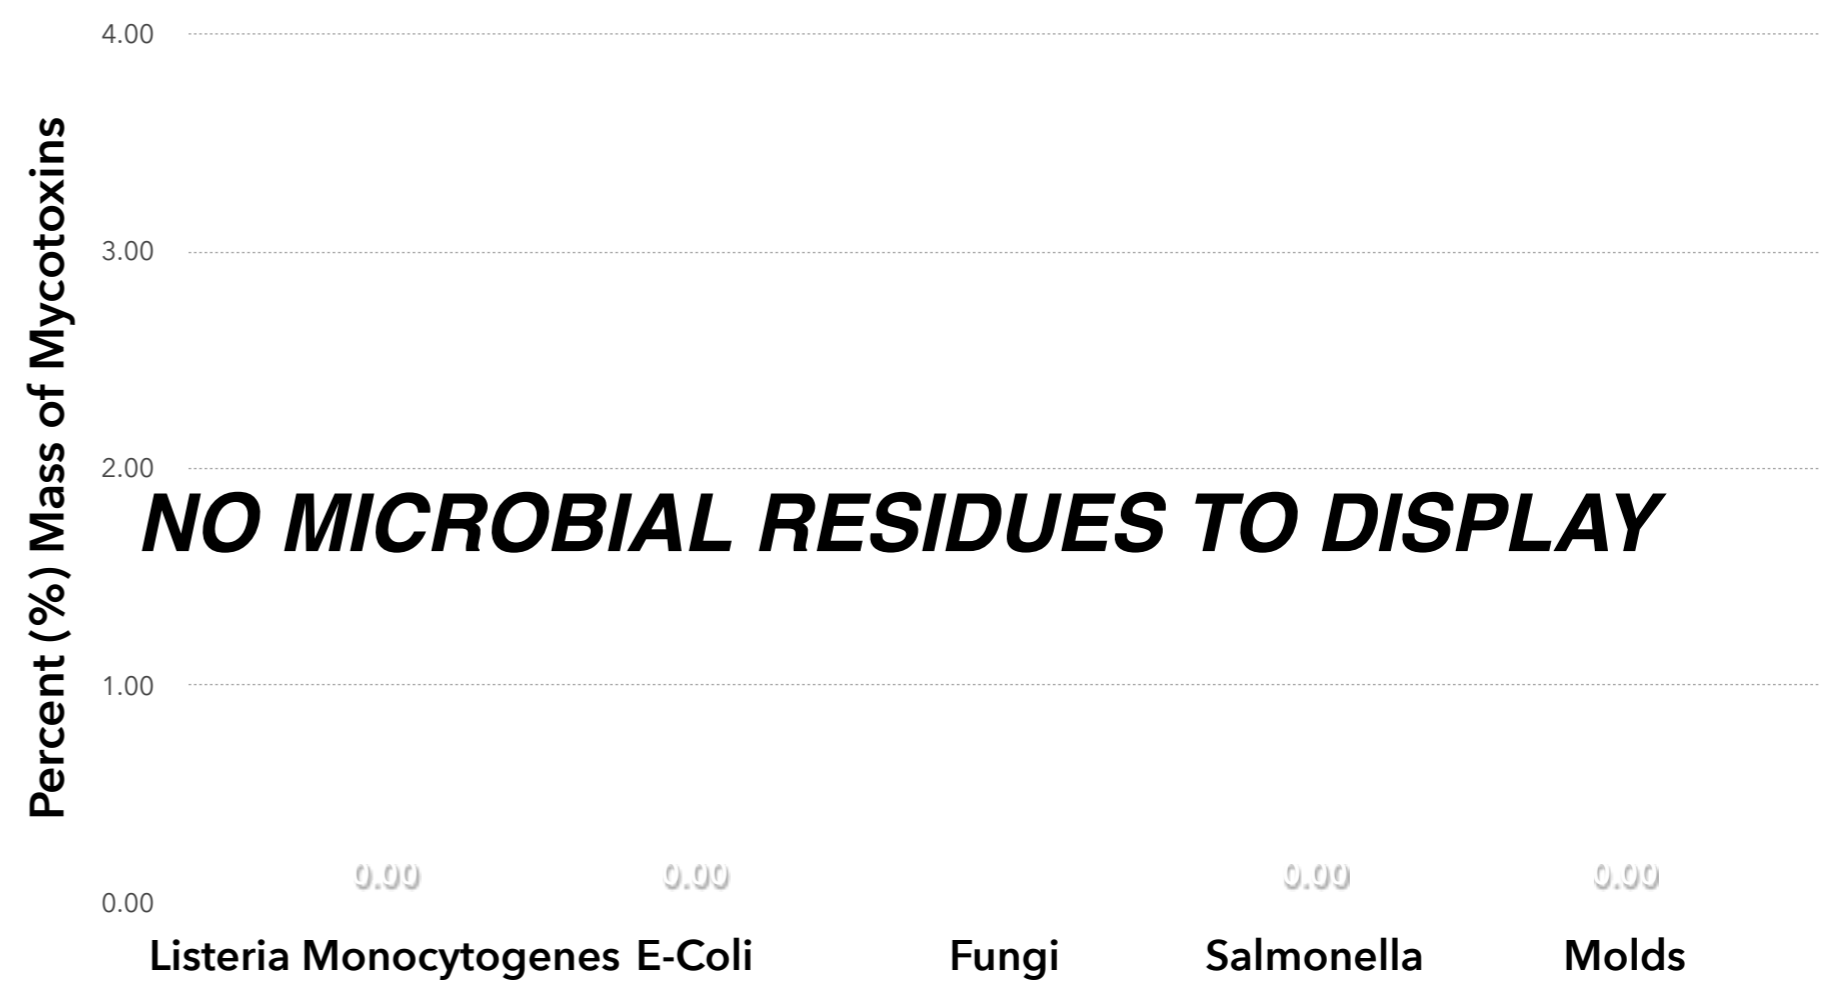 4.00
Percent (%) Mass of Mycotoxins
3.00
2.00
NO MICROBIAL RESIDUES TO DISPLAY
1.00
0.00 0.00 0.00 0.00
0.00
Listeria Monocytogenes E-Coli Fungi Salmonella Molds